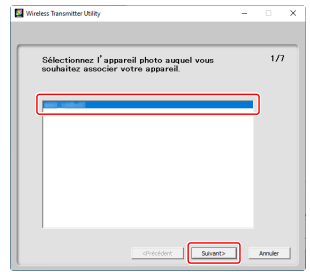 Wireless Transmitter Utility
Sélectionnez l'appareil photo auquel vous 1/7
souhaitez associer votre appareil.
<Précédent Suivant> Annuler